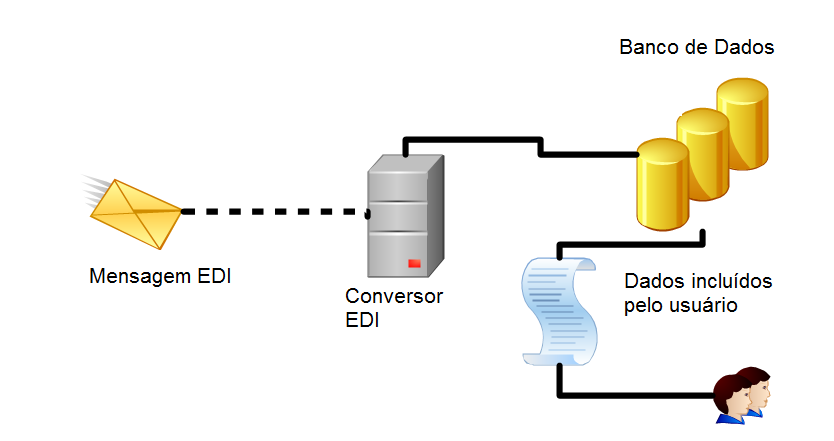 Banco de Dados
Mensagem EDI
Conversor
EDI
Dados incluídos
pelo usuário